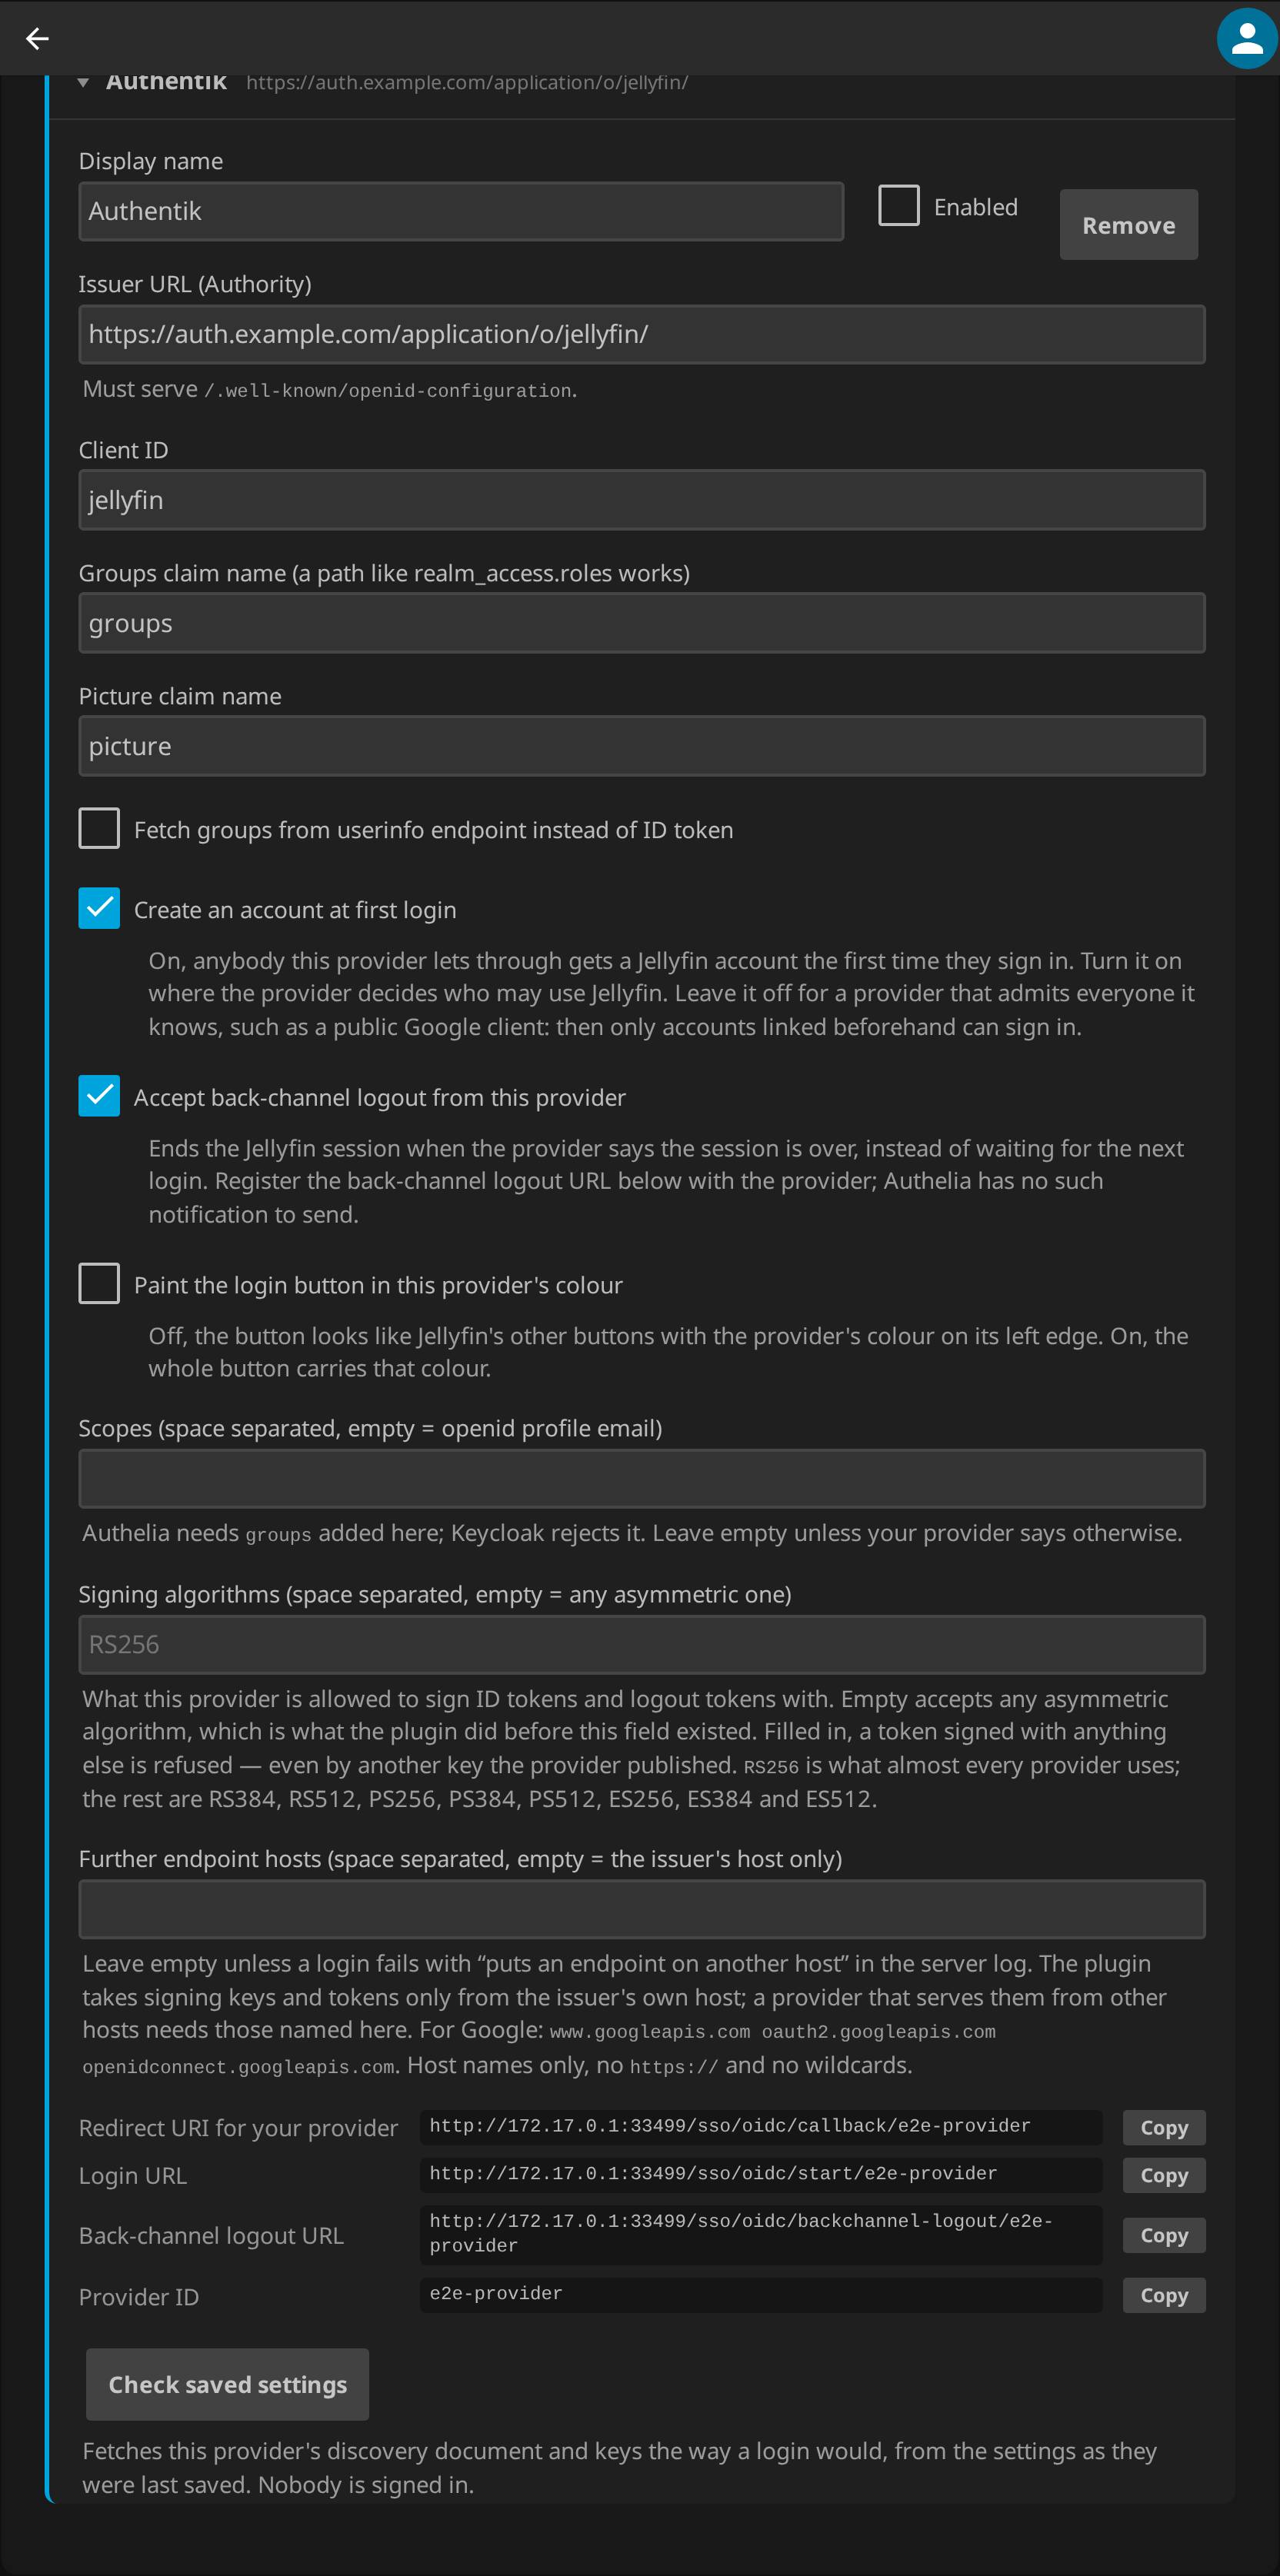 Authentik https://auth.example.com/application/o/jellyfin/
Display name
Authentik
Enabled
Remove
Issuer URL (Authority)
https://auth.example.com/application/o/jellyfin/
Must serve /.well-known/openid-configuration.
Client ID
jellyfin
Groups claim name (a path like realm_access.roles works)
groups
Picture claim name
picture
Fetch groups from userinfo endpoint instead of ID token
Create an account at first login
On, anybody this provider lets through gets a Jellyfin account the first time they sign in. Turn it on
where the provider decides who may use Jellyfin. Leave it off for a provider that admits everyone it
knows, such as a public Google client: then only accounts linked beforehand can sign in.
Accept back-channel logout from this provider
Ends the Jellyfin session when the provider says the session is over, instead of waiting for the next
login. Register the back-channel logout URL below with the provider; Authelia has no such
notification to send.
Paint the login button in this provider's colour
Off, the button looks like Jellyfin's other buttons with the provider's colour on its left edge. On, the
whole button carries that colour.
Scopes (space separated, empty = openid profile email)
Authelia needs groups added here; Keycloak rejects it. Leave empty unless your provider says otherwise.
Signing algorithms (space separated, empty = any asymmetric one)
RS256
What this provider is allowed to sign ID tokens and logout tokens with. Empty accepts any asymmetric
algorithm, which is what the plugin did before this field existed. Filled in, a token signed with anything
else is refused — even by another key the provider published. RS256 is what almost every provider uses;
the rest are RS384, RS512, PS256, PS384, PS512, ES256, ES384 and ES512.
Further endpoint hosts (space separated, empty = the issuer's host only)
Leave empty unless a login fails with “puts an endpoint on another host” in the server log. The plugin
takes signing keys and tokens only from the issuer's own host; a provider that serves them from other
hosts needs those named here. For Google: www.googleapis.com oauth2.googleapis.com
openidconnect.googleapis.com. Host names only, no https:// and no wildcards.
Redirect URI for your provider http://172.17.0.1:33499/sso/oidc/callback/e2e-provider Copy
Login URL http://172.17.0.1:33499/sso/oidc/start/e2e-provider Copy
Back-channel logout URL http://172.17.0.1:33499/sso/oidc/backchannel-logout/e2e-
provider Copy
Provider ID e2e-provider Copy
Check saved settings
Fetches this provider's discovery document and keys the way a login would, from the settings as they
were last saved. Nobody is signed in.